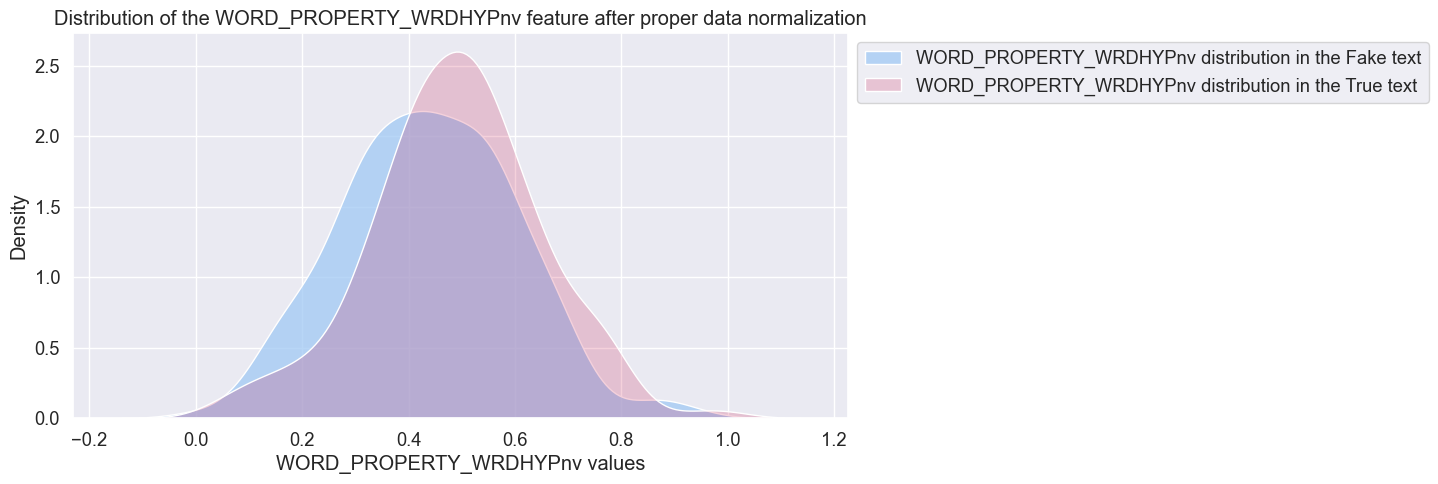 Distribution of the WORD_PROPERTY_WRDHYPnv feature after proper data normalization
WORD_PROPERTY_WRDHYPnv distribution in the Fake text
WORD_PROPERTY_WRDHYPnv distribution in the True text
Density
2.5
2.0
1.5
1.0
0.5
0.0
−0.2 0.0 0.2 0.4 0.6 0.8 1.0 1.2
WORD_PROPERTY_WRDHYPnv values